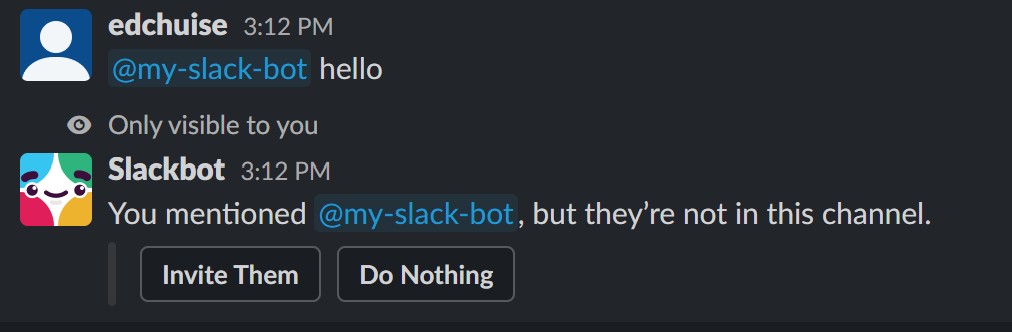 edchuise 3:12 PM
@my-slack-bot hello
Only visible to you
Slackbot 3:12 PM
You mentioned @my-slack-bot, but they’re not in this channel.
Invite Them Do Nothing